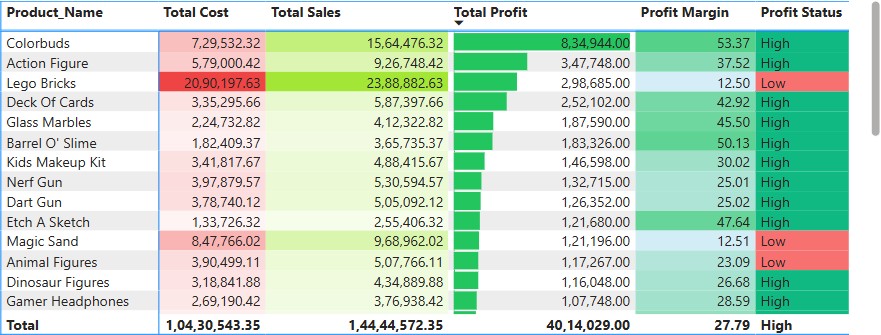 Product_Name Total Cost Total Sales Total Profit Profit Margin Profit Status
Colorbuds 7,29,532.32 15,64,476.32 8,34,944.00 53.37 High
Action Figure 5,79,000.42 9,26,748.42 3,47,748.00 37.52 High
Lego Bricks 20,90,197.63 23,88,882.63 2,98,685.00 12.50 Low
Deck Of Cards 3,35,295.66 5,87,397.66 2,52,102.00 42.92 High
Glass Marbles 2,24,732.82 4,12,322.82 1,87,590.00 45.50 High
Barrel O' Slime 1,82,409.37 3,65,735.37 1,83,326.00 50.13 High
Kids Makeup Kit 3,41,817.67 4,88,415.67 1,46,598.00 30.02 High
Nerf Gun 3,97,879.57 5,30,594.57 1,32,715.00 25.01 High
Dart Gun 3,78,740.12 5,05,092.12 1,26,352.00 25.02 High
Etch A Sketch 1,33,726.32 2,55,406.32 1,21,680.00 47.64 High
Magic Sand 8,47,766.02 9,68,962.02 1,21,196.00 12.51 Low
Animal Figures 3,90,499.11 5,07,766.11 1,17,267.00 23.09 Low
Dinosaur Figures 3,18,841.88 4,34,889.88 1,16,048.00 26.68 High
Gamer Headphones 2,69,190.42 3,76,938.42 1,07,748.00 28.59 High
Total 1,04,30,543.35 1,44,44,572.35 40,14,029.00 27.79 High